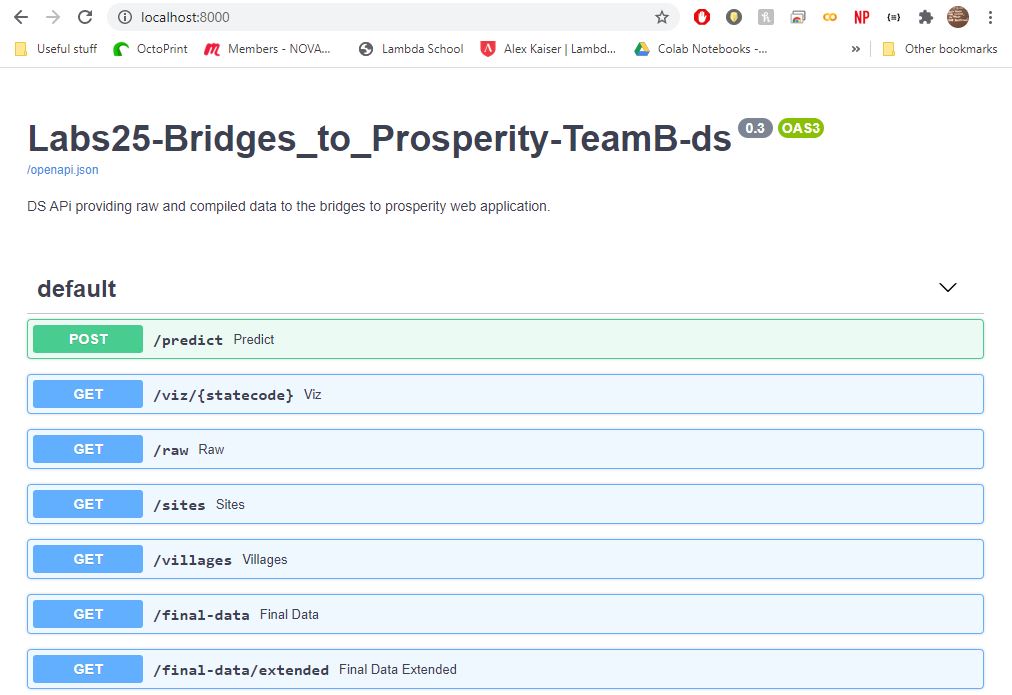 localhost:8000
NP
Useful stuff OctoPrint Members - NOVA... Lambda School Alex Kaiser | Lambd... Colab Notebooks -... » Other bookmarks
Labs25-Bridges_to_Prosperity-TeamB-ds 0.3 OAS3
/openapi.json
DS APi providing raw and compiled data to the bridges to prosperity web application.
default
POST /predict Predict
GET /viz/{statecode} Viz
GET /raw Raw
GET /sites Sites
GET /villages Villages
GET /final-data Final Data
GET /final-data/extended Final Data Extended